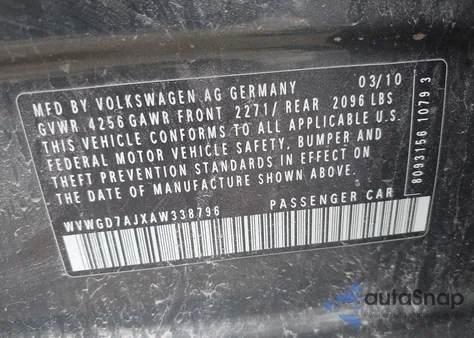 MFD BY VOLKSWAGEN AG GERMANY 03/10
GVWR 4256 GAWR FRONT 2271/ REAR 2096 LBS
THIS VEHICLE CONFORMS TO ALL APPLICABLE U.S.
FEDERAL MOTOR VEHICLE SAFETY, BUMPER AND
THEFT PREVENTION STANDARDS IN EFFECT ON
THE DATE OF MANUFACTURE SHOWN ABOVE.
WVWGD7AJXAW338796 PASSENGER CAR
8093156 1079 3
autoSnap